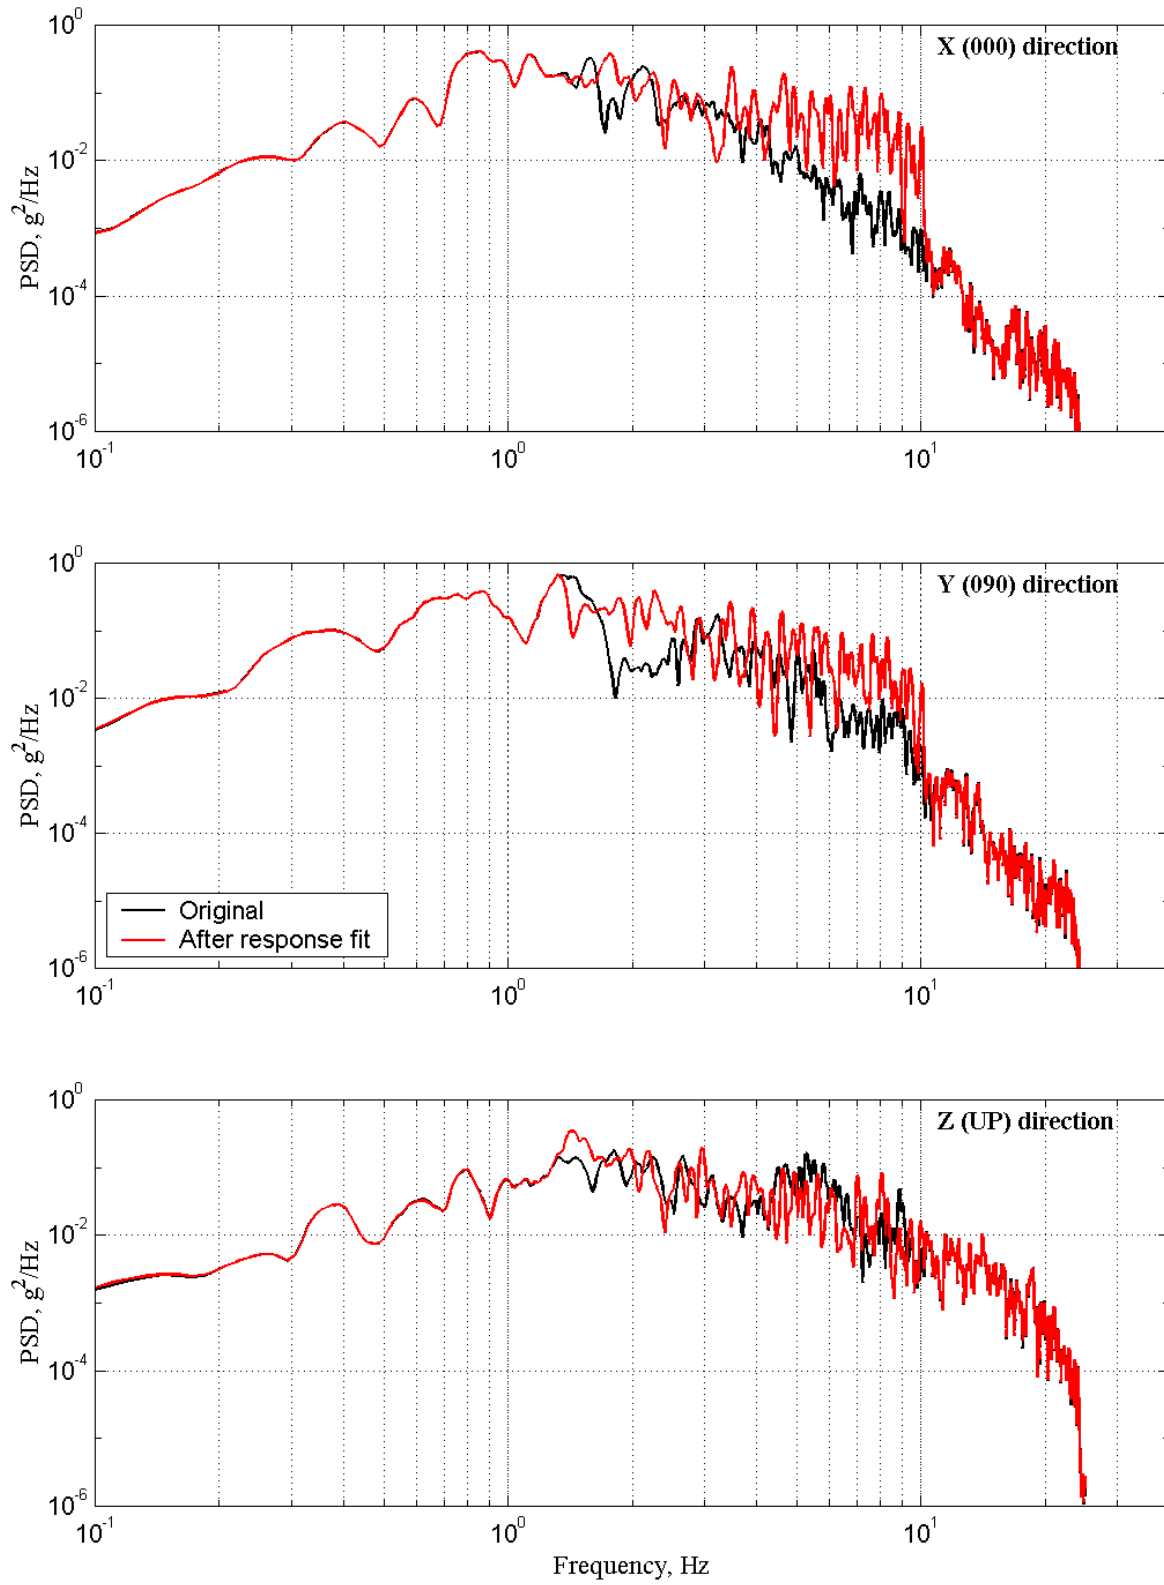 10^0
X (000) direction
10^-2
PSD, g^2/Hz
10^-4
10^-6
10^-1 10^0 10^1
10^0
Y (090) direction
10^-2
PSD, g^2/Hz
10^-4
Original
After response fit
10^-6
10^-1 10^0 10^1
10^0
Z (UP) direction
10^-2
PSD, g^2/Hz
10^-4
10^-6
10^-1 10^0 10^1
Frequency, Hz